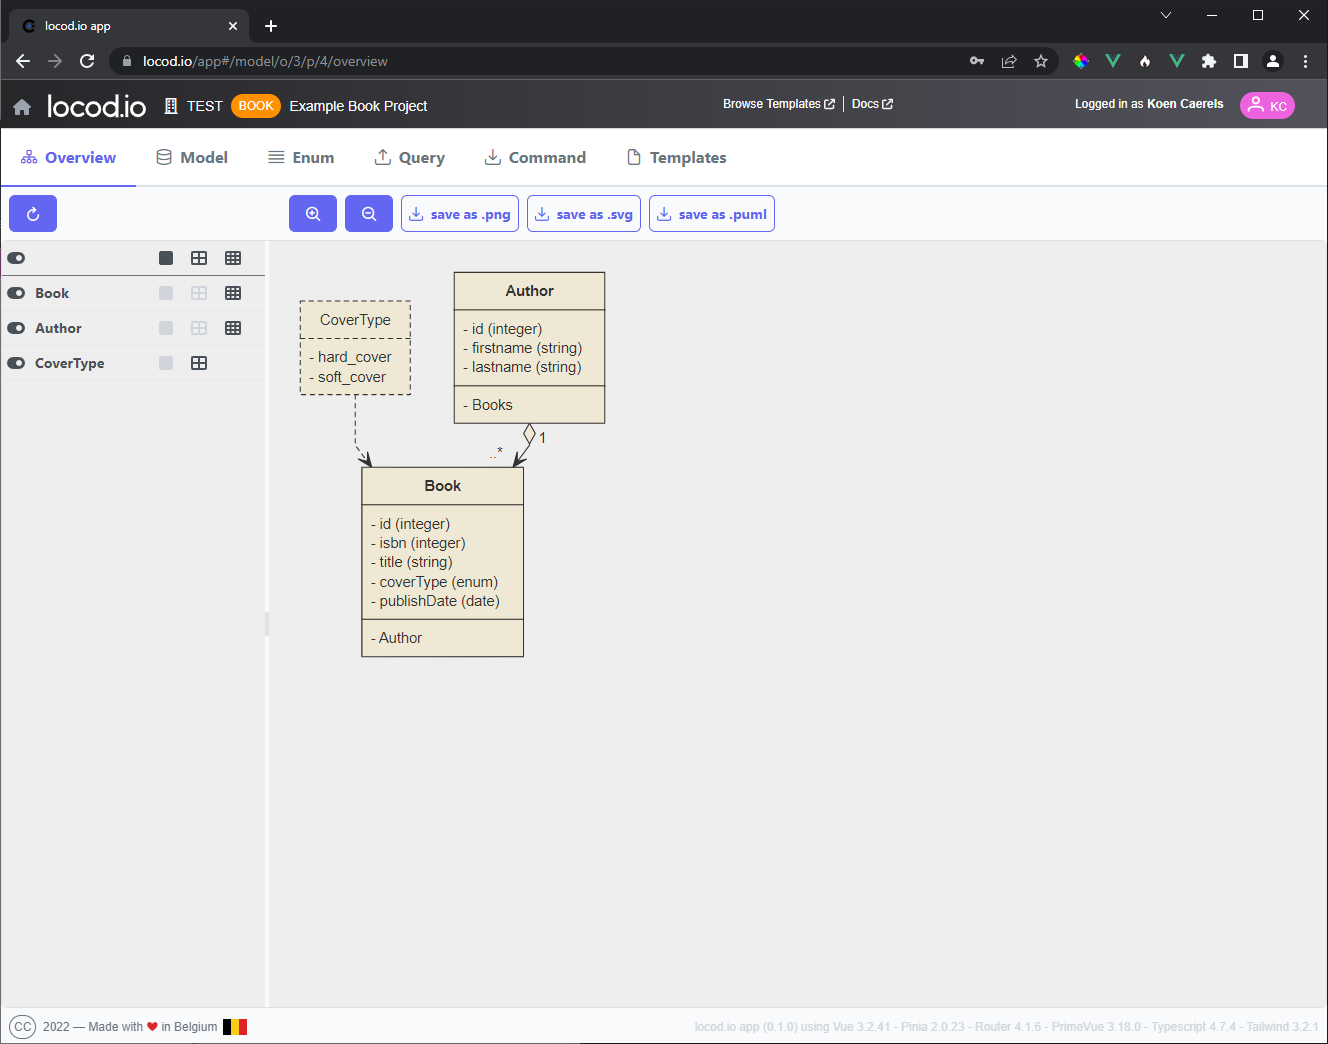 locod.io app
locod.io/app#/model/o/3/p/4/overview
locod.io TEST BOOK Example Book Project Browse Templates Docs Logged in as Koen Caerels KC
Overview Model Enum Query Command Templates
save as .png save as .svg save as .puml
Book
Author
CoverType
CoverType
- hard_cover
- soft_cover
Author
- id (integer)
- firstname (string)
- lastname (string)
- Books
1
..*
Book
- id (integer)
- isbn (integer)
- title (string)
- coverType (enum)
- publishDate (date)
- Author
CC 2022 — Made with ❤ in Belgium
locod.io app (0.1.0) using Vue 3.2.41 - Pinia 2.0.23 - Router 4.1.6 - PrimeVue 3.18.0 - Typescript 4.7.4 - Tailwind 3.2.1